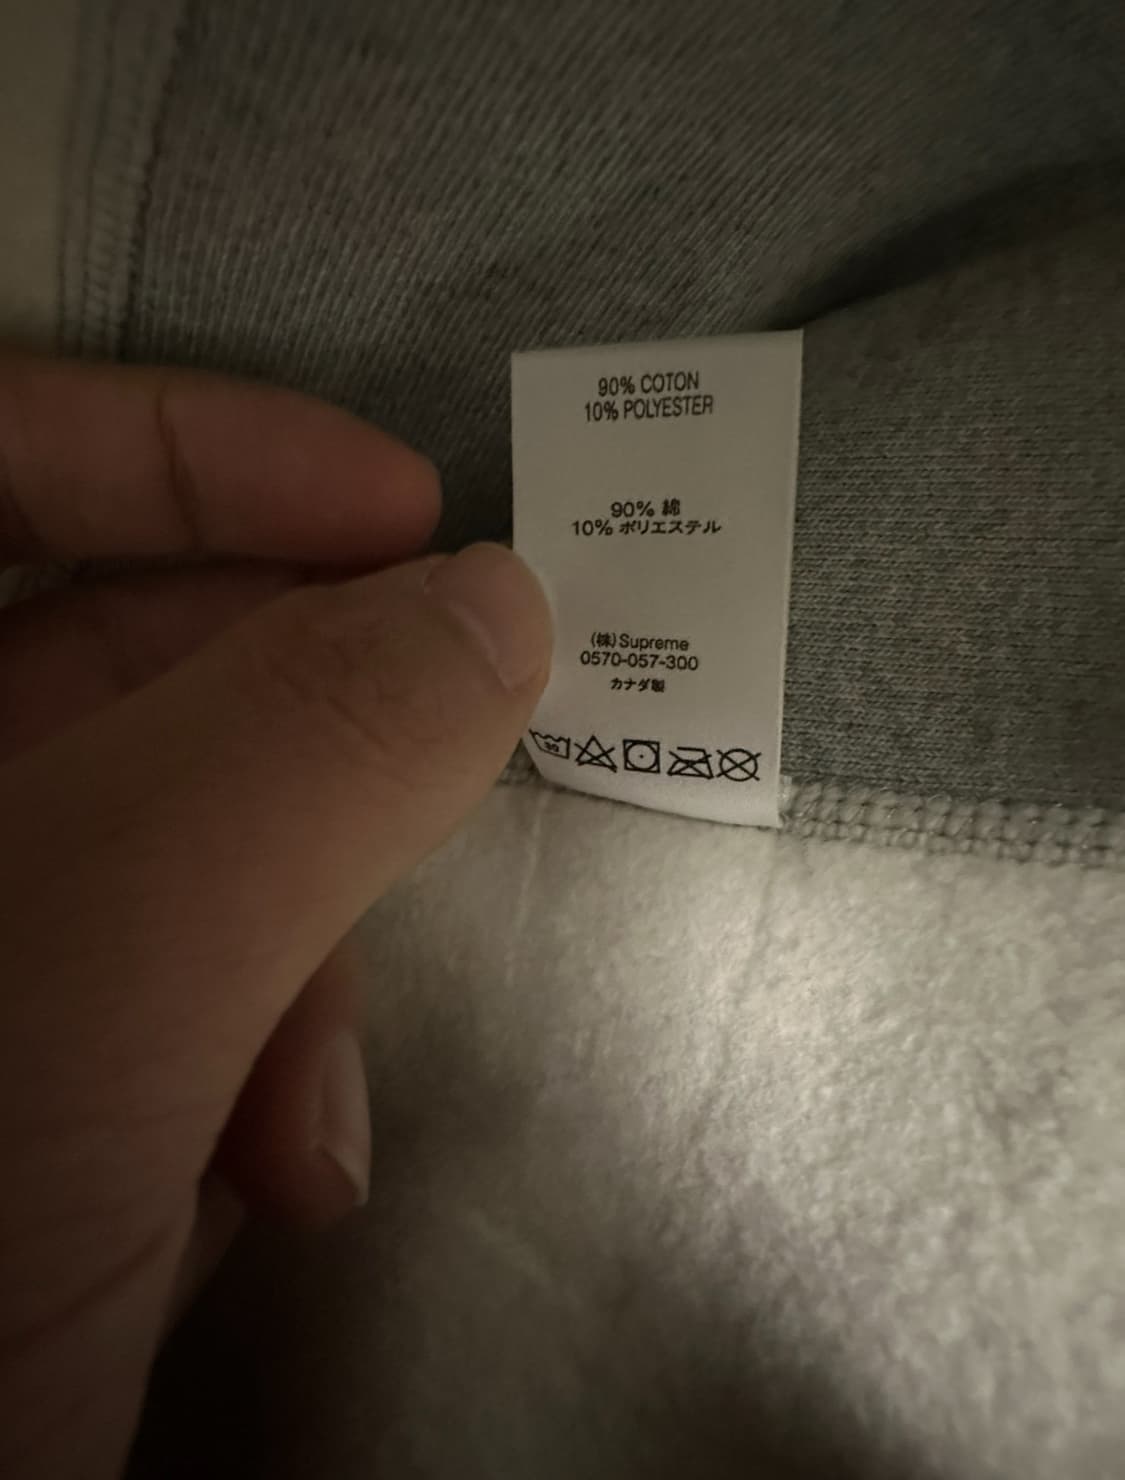 90% COTON
10% POLYESTER
90% 綿
10% ポリエステル
(株)Supreme
0570-057-300
カナダ製
30